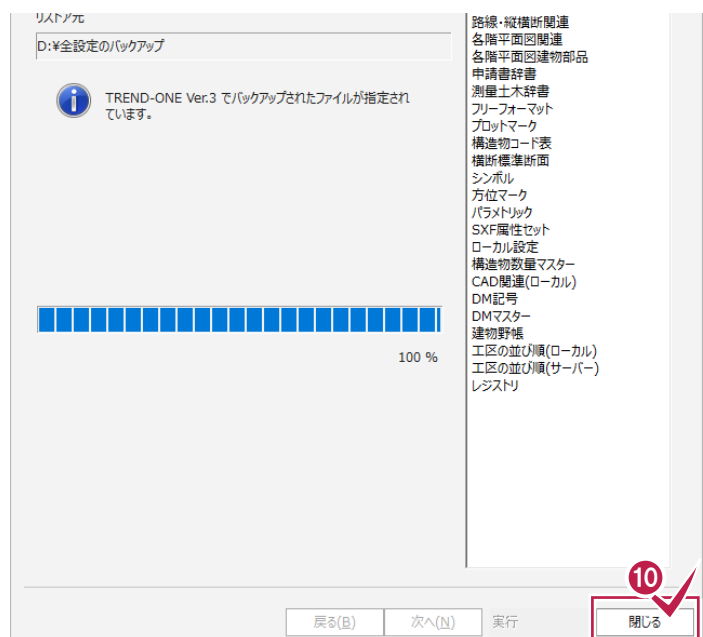 リストア元
D:¥全設定のバックアップ
TREND-ONE Ver.3 でバックアップされたファイルが指定され
ています。
100 %
路線・縦横断関連
各階平面図関連
各階平面図建物部品
申請書辞書
測量土木辞書
フリーフォーマット
プロットマーク
構造物コード表
横断標準断面
シンボル
方位マーク
パラメトリック
SXF属性セット
ローカル設定
構造物数量マスター
CAD関連(ローカル)
DM記号
DMマスター
建物野帳
工区の並び順(ローカル)
工区の並び順(サーバー)
レジストリ
10
戻る(B)
次へ(N)
実行
閉じる